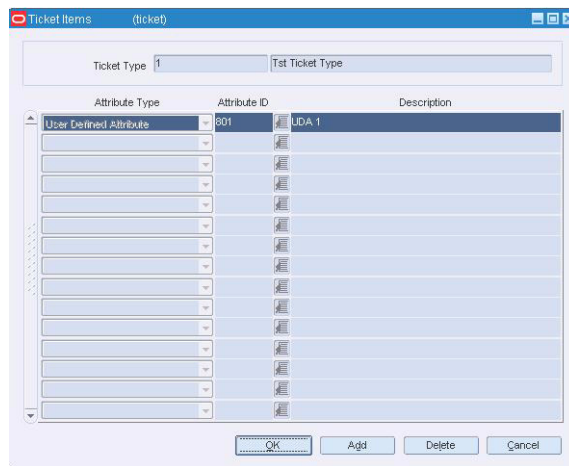 Ticket Items (ticket)
Ticket Type 1 Tst Ticket Type
Attribute Type Attribute ID Description
User Defined Attribute 801 UDA 1
OK Add Delete Cancel